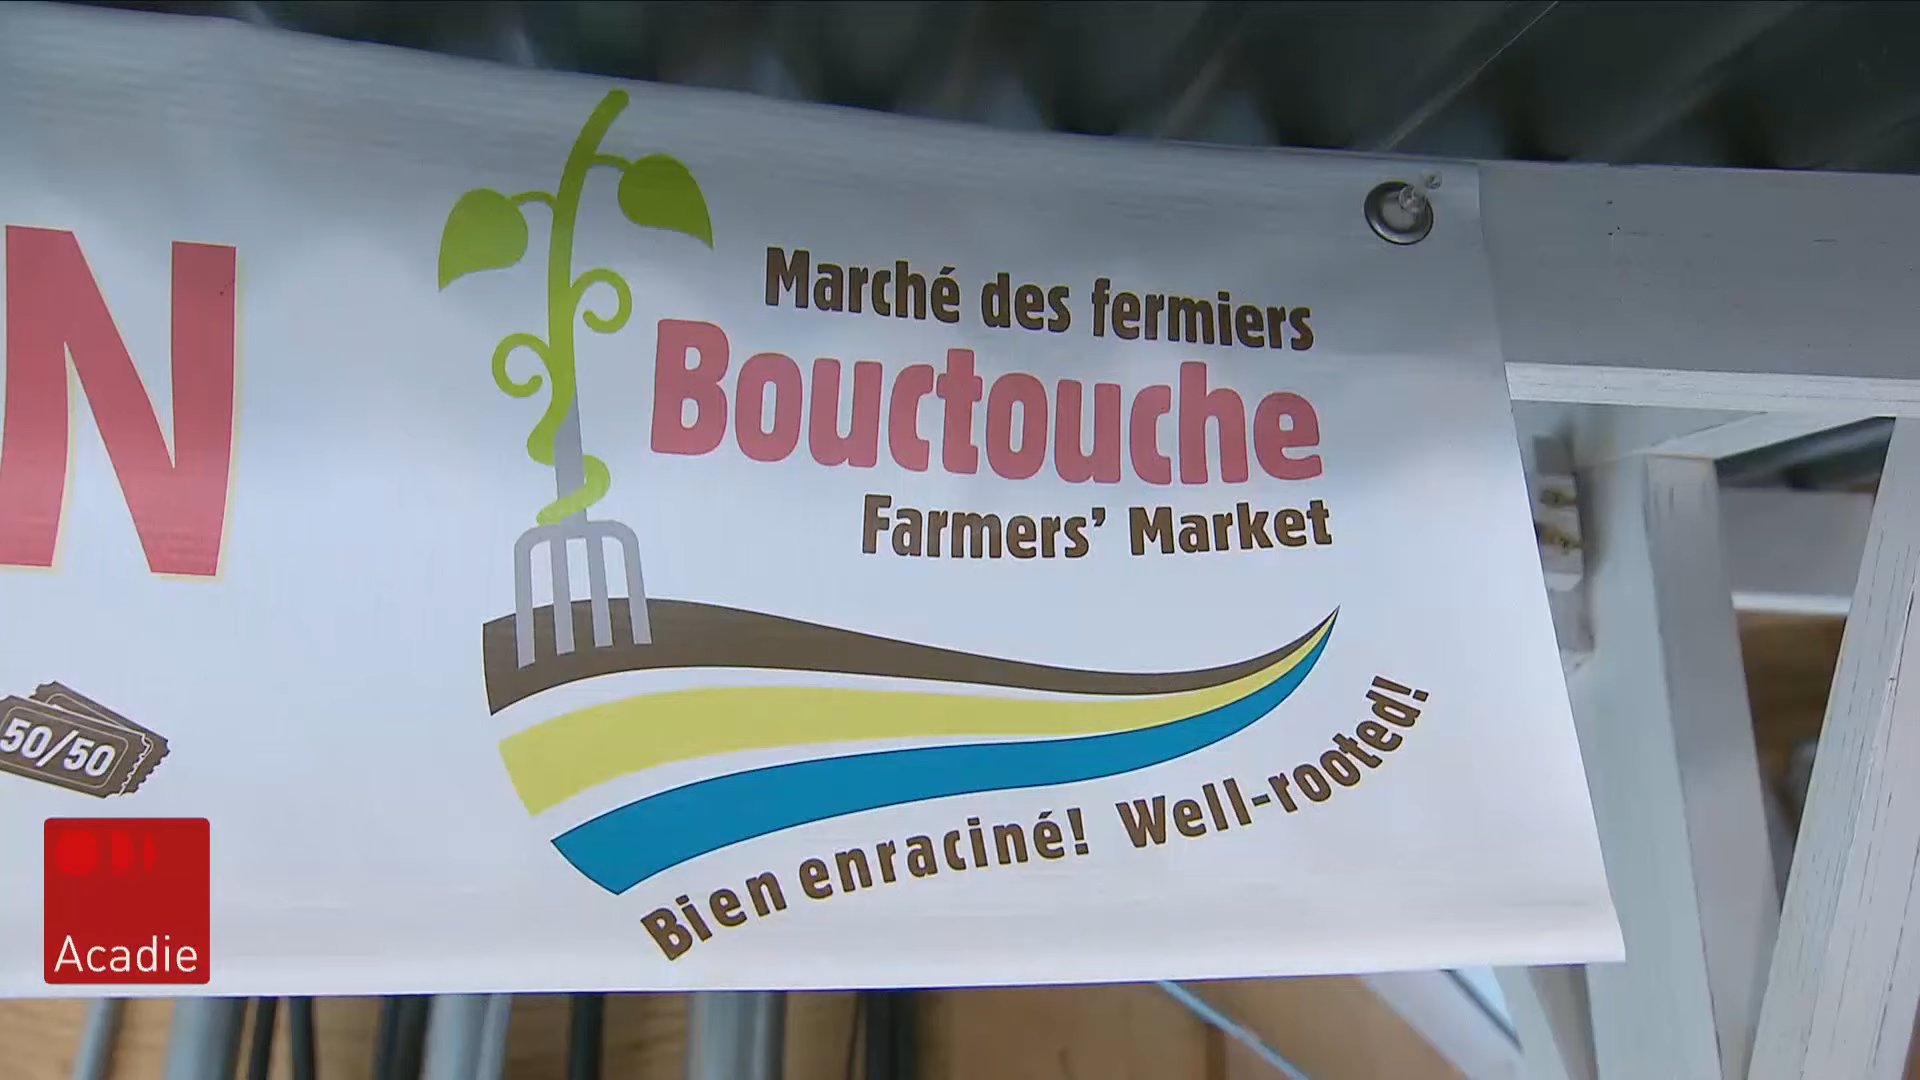 N
Marché des fermiers
Bouctouche
Farmers' Market
50/50
Bien enraciné! Well-rooted!
Acadie